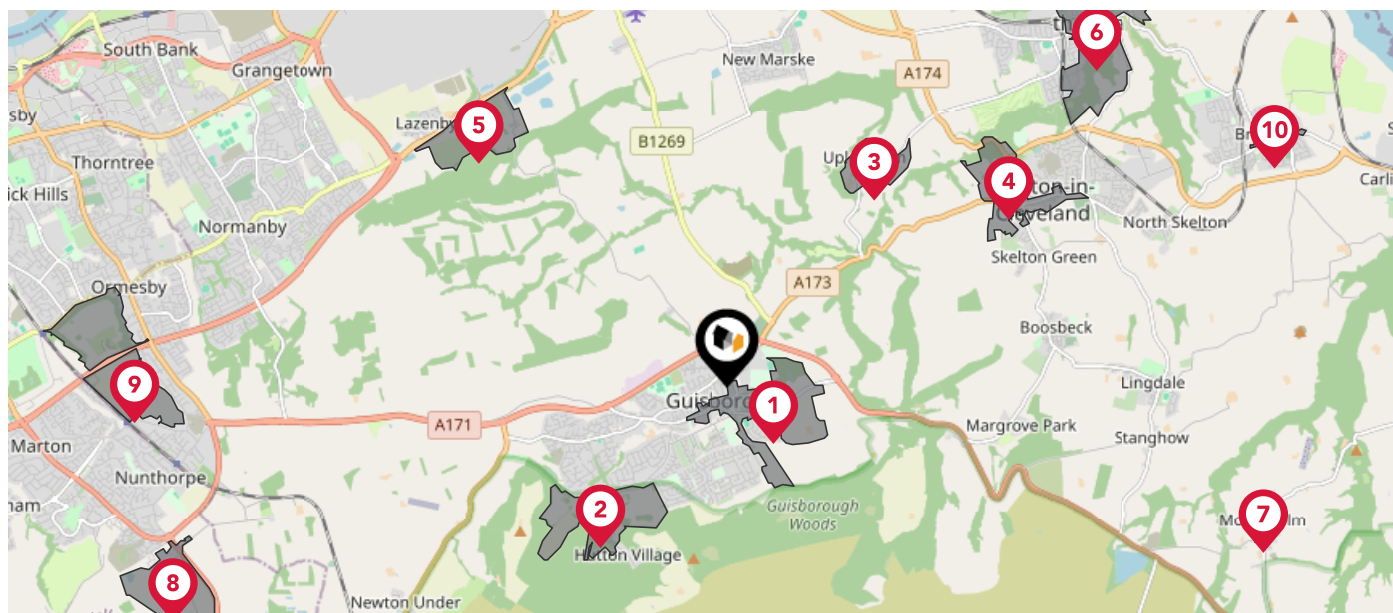 South Bank
Grangetown
New Marske
A174
6
Lazenby
5
B1269
10
Thorntree
3
4
North Skelton
Skelton Green
Normanby
A173
Ormesby
Boosbeck
Lingdale
9
1
A171
Margrove Park
Stanghow
Marton
Nunthorpe
2
Guisborough
Woods
7
Hutton Village
8
Newton Under